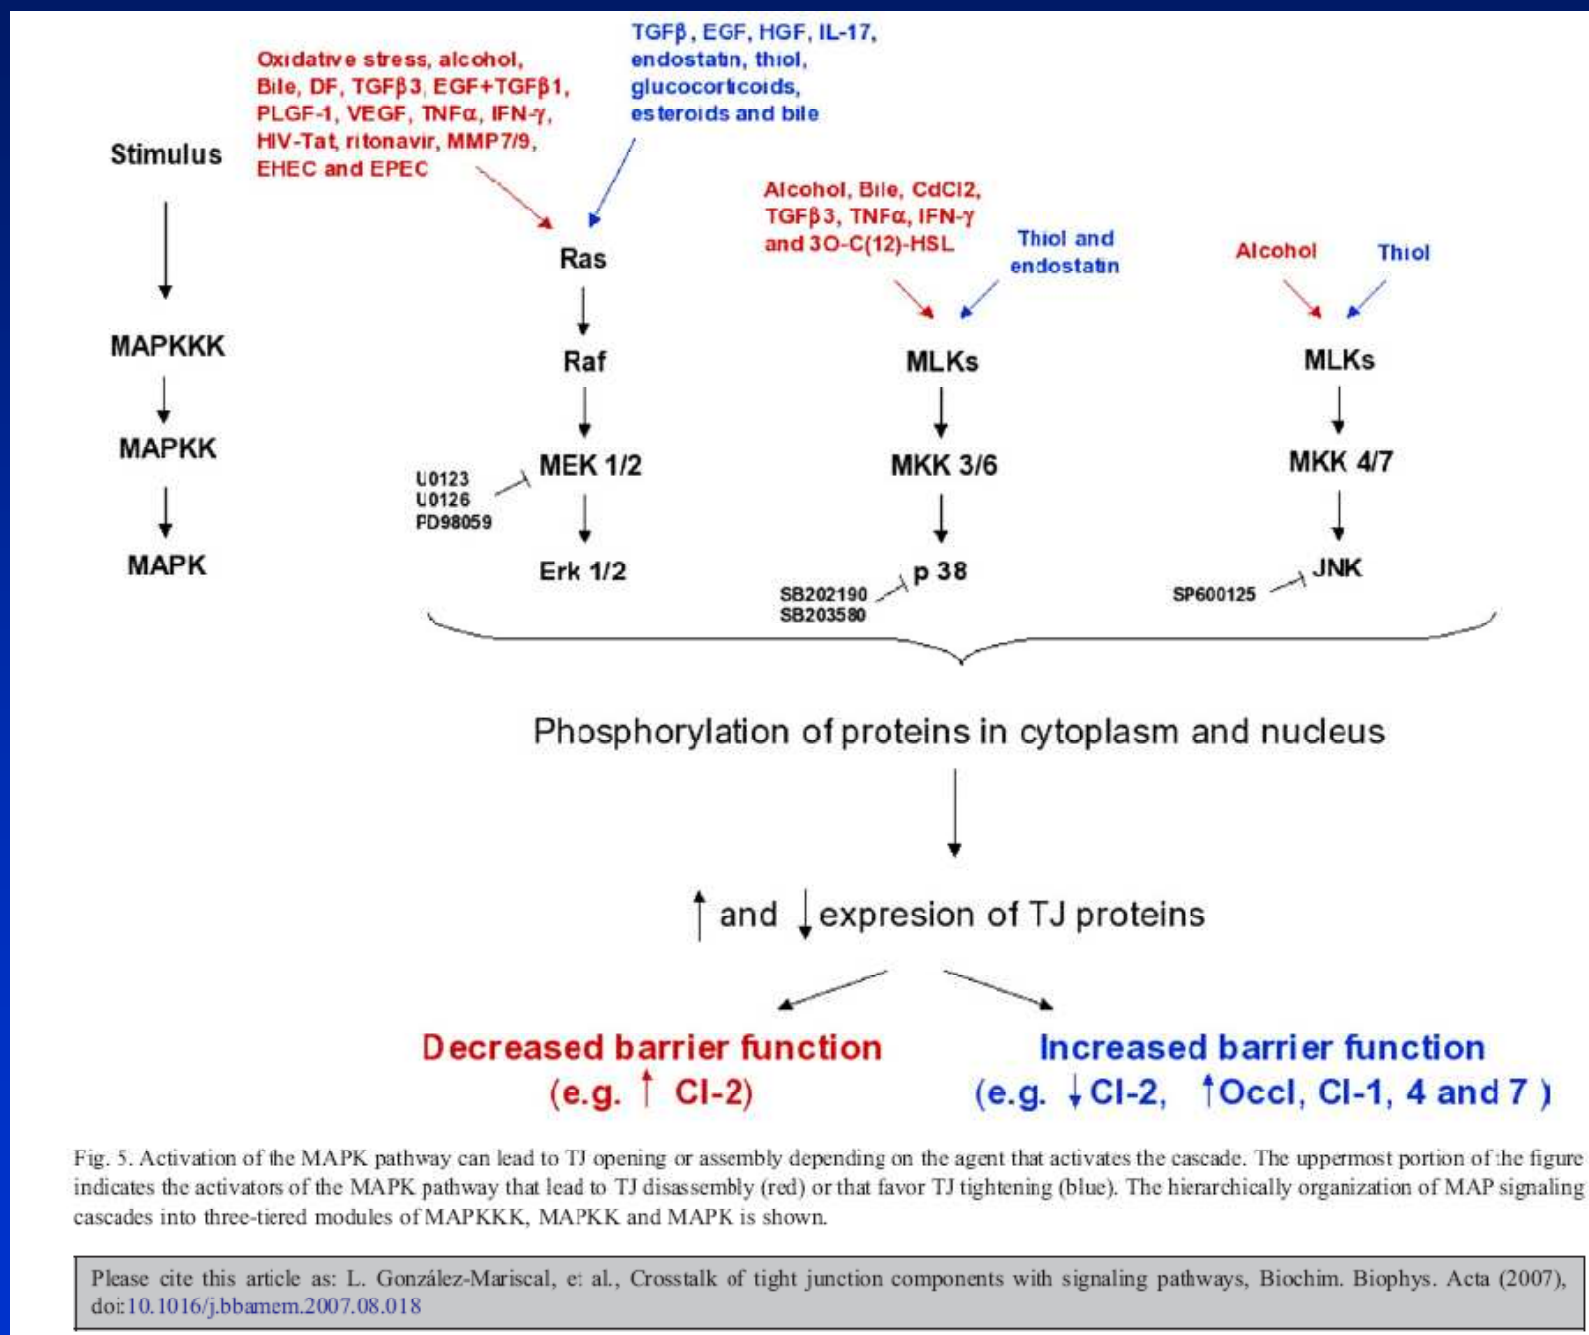 Stimulus
MAPKKK
MAPKK
MAPK
Oxidative stress, alcohol,
Bile, DF, TGFβ3, EGF+TGFβ1,
PLGF-1, VEGF, TNFα, IFN-γ,
HIV-Tat, ritonavir, MMP7/9,
EHEC and EPEC
TGFβ, EGF, HGF, IL-17,
endostatin, thiol,
glucocorticoids,
esteroids and bile
Ras
Raf
MEK 1/2
U0123
U0126
PD98059
Erk 1/2
Alcohol, Bile, CdCl2,
TGFβ3, TNFα, IFN-γ
and 3O-C(12)-HSL
Thiol and
endostatin
MLKs
MKK 3/6
p 38
SB202190
SB203580
Alcohol
Thiol
MLKs
MKK 4/7
JNK
SP600125
Phosphorylation of proteins in cytoplasm and nucleus
↑ and ↓ expresion of TJ proteins
Decreased barrier function
(e.g. ↑ Cl-2)
Increased barrier function
(e.g. ↓Cl-2, ↑Occl, Cl-1, 4 and 7 )
Fig. 5. Activation of the MAPK pathway can lead to TJ opening or assembly depending on the agent that activates the cascade. The uppermost portion of the figure
indicates the activators of the MAPK pathway that lead to TJ disassembly (red) or that favor TJ tightening (blue). The hierarchically organization of MAP signaling
cascades into three-tiered modules of MAPKKK, MAPKK and MAPK is shown.
Please cite this article as: L. González-Mariscal, et al., Crosstalk of tight junction components with signaling pathways, Biochim. Biophys. Acta (2007),
doi:10.1016/j.bbamem.2007.08.018